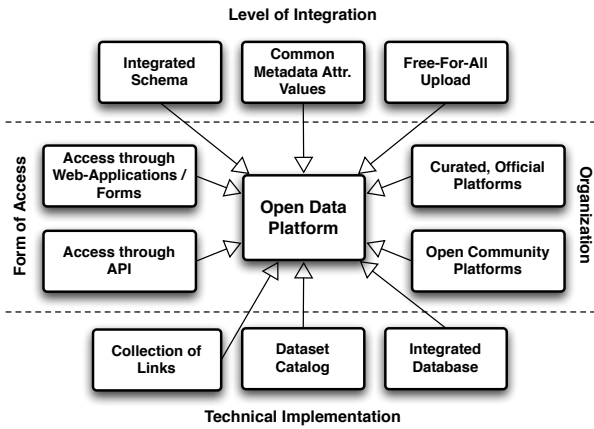 Level of Integration
Integrated
Schema
Common
Metadata Attr.
Values
Free-For-All
Upload
Form of Access
Access through
Web-Applications /
Forms
Access through
API
Open Data
Platform
Curated, Official
Platforms
Open Community
Platforms
Organization
Collection of
Links
Dataset
Catalog
Integrated
Database
Technical Implementation